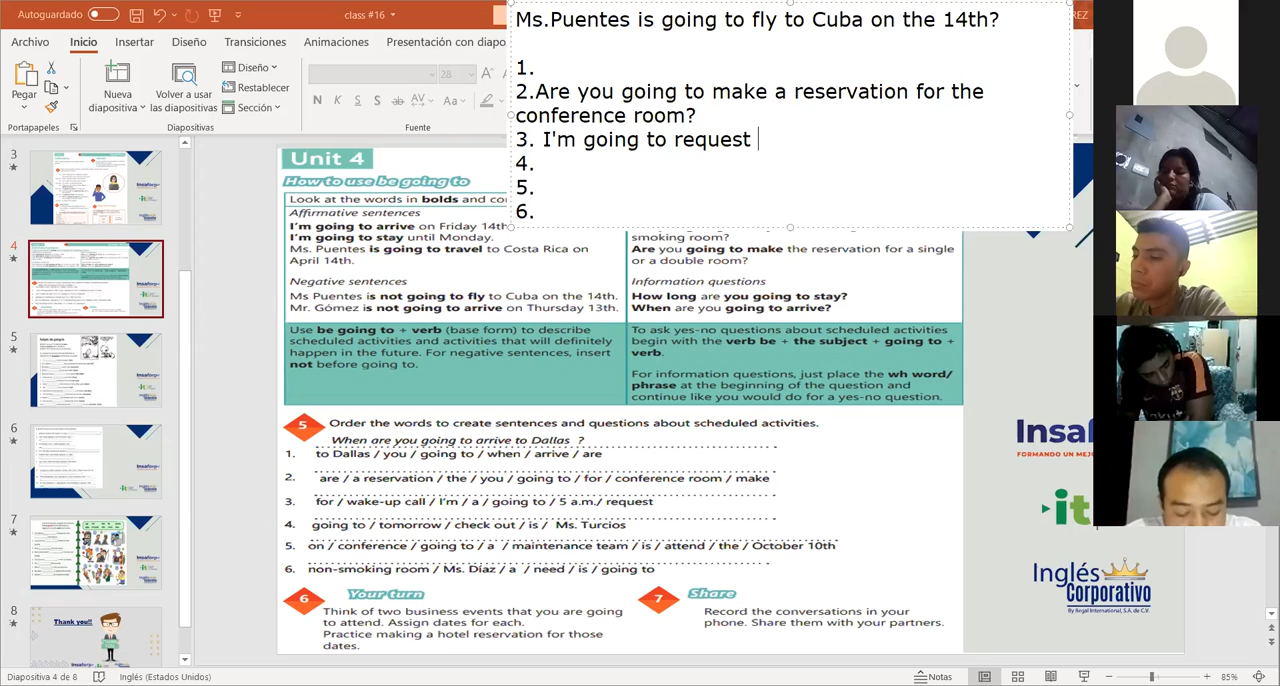 Autoguardado
class #16
REZ
Archivo
Inicio
Insertar
Diseño
Transiciones
Animaciones
Presentación con diapo
Pegar
Nueva
diapositiva
Volver a usar
las diapositivas
Diseño
Restablecer
Sección
28
N K S S ab AV Aa
Portapapeles
Diapositivas
Fuente
Ms.Puentes is going to fly to Cuba on the 14th?
1.
2.Are you going to make a reservation for the
conference room?
3. I'm going to request
4.
5.
6.
3
4
5
6
7
8
Thank you!!
Unit 4
How to use be going to
Look at the words in bolds and con
Affirmative sentences
I'm going to arrive on Friday 14th
I'm going to stay until Monday.
Ms. Puentes is going to travel to Costa Rica on
April 14th.
Negative sentences
Ms Puentes is not going to fly to Cuba on the 14th.
Mr. Gómez is not going to arrive on Thursday 13th.
smoking room?
Are you going to make the reservation for a single
or a double room?
Information questions
How long are you going to stay?
When are you going to arrive?
Use be going to + verb (base form) to describe
scheduled activities and activities that will definitely
happen in the future. For negative sentences, insert
not before going to.
To ask yes-no questions about scheduled activities
begin with the verb be + the subject + going to +
verb.
For information questions, just place the wh word/
phrase at the beginning of the question and
continue like you would do for a yes-no question.
5 Order the words to create sentences and questions about scheduled activities.
When are you going to arrive to Dallas ?
1. to Dallas / you / going to / when / arrive / are
2. are / a reservation / the / you / going to / for / conference room / make
3. for / wake-up call / I'm / a / going to / 5 a.m./ request
4. going to / tomorrow / check out / is / Ms. Turcios
5. on / conference / going to / a / maintenance team / is / attend / the / October 10th
6. non-smoking room / Ms. Díaz / a / need / is / going to
6 Your turn
Think of two business events that you are going
to attend. Assign dates for each.
Practice making a hotel reservation for those
dates.
7 Share
Record the conversations in your
phone. Share them with your partners.
Insaf
FORMANDO UN MEJ
it
Inglés
Corporativo
By Regal International, S.A. de C.V.
Diapositiva 4 de 8
Inglés (Estados Unidos)
Notas
85%